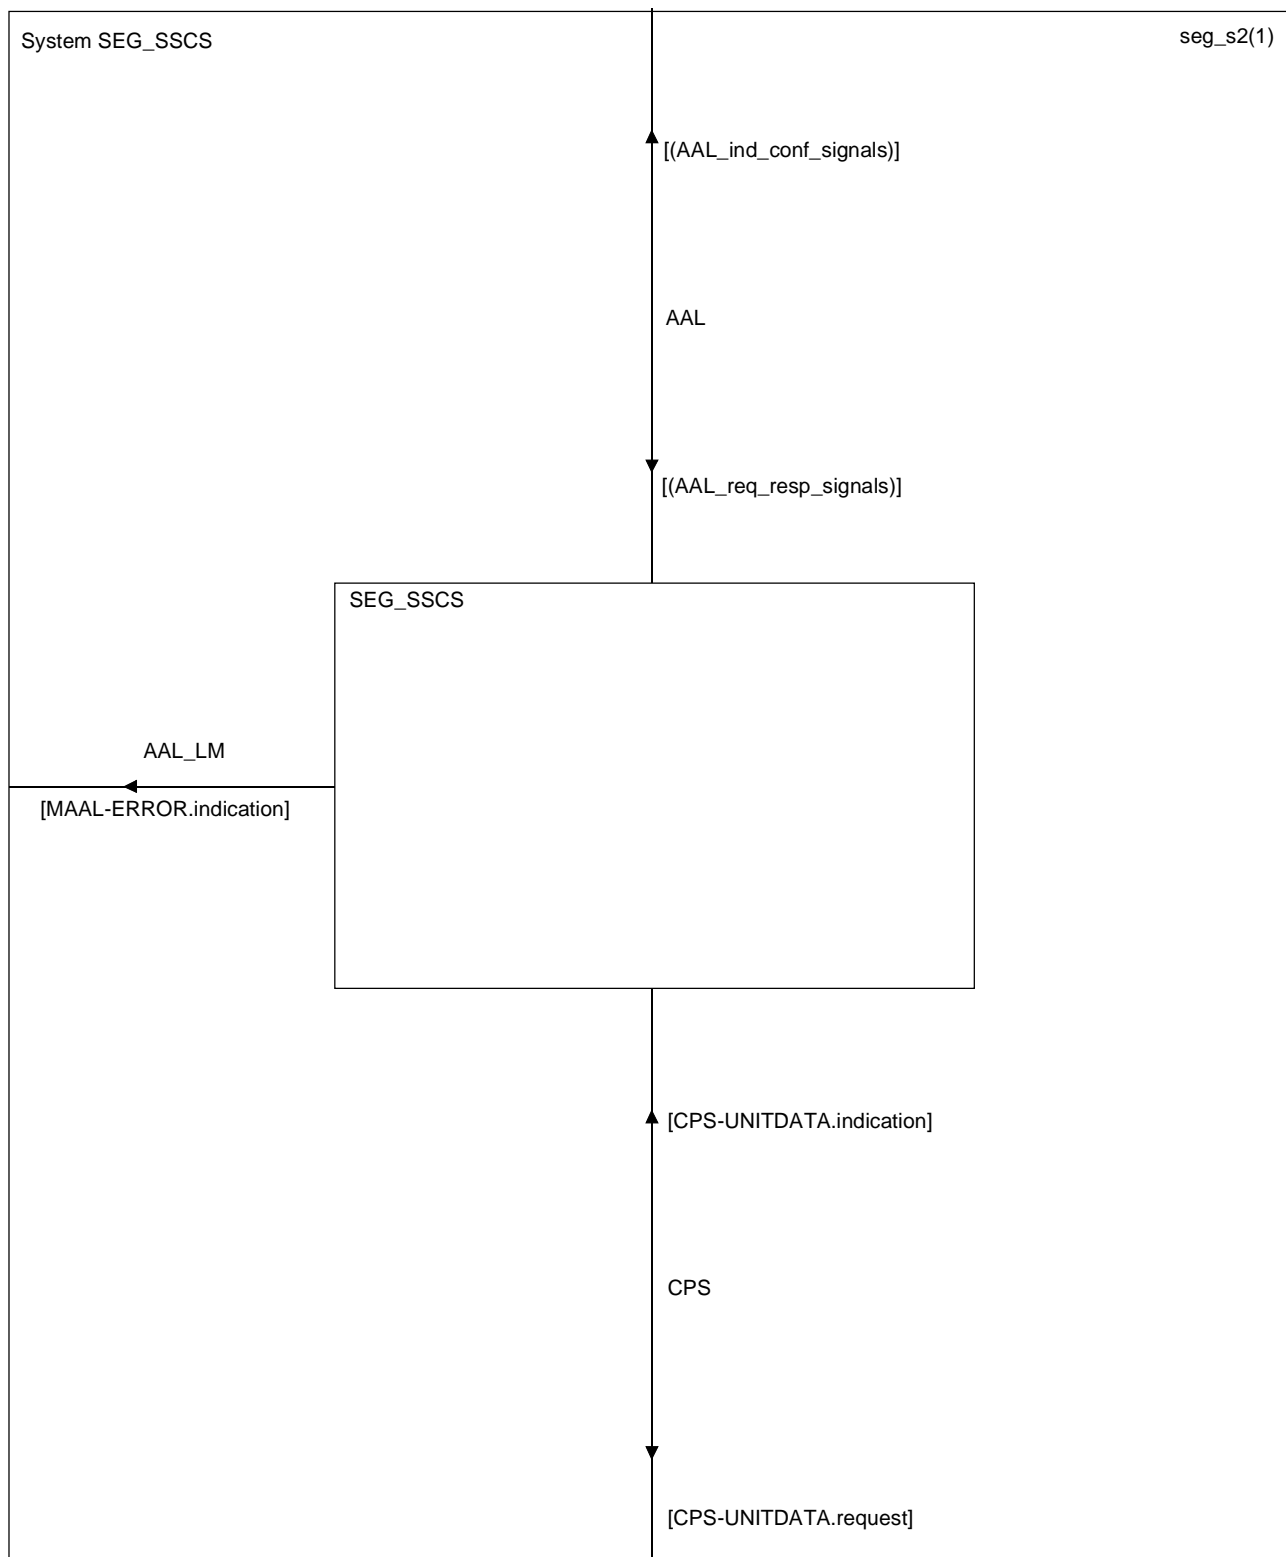 System SEG_SSCS
seg_s2(1)
[(AAL_ind_conf_signals)]
AAL
[(AAL_req_resp_signals)]
SEG_SSCS
AAL_LM
[MAAL-ERROR.indication]
[CPS-UNITDATA.indication]
CPS
[CPS-UNITDATA.request]